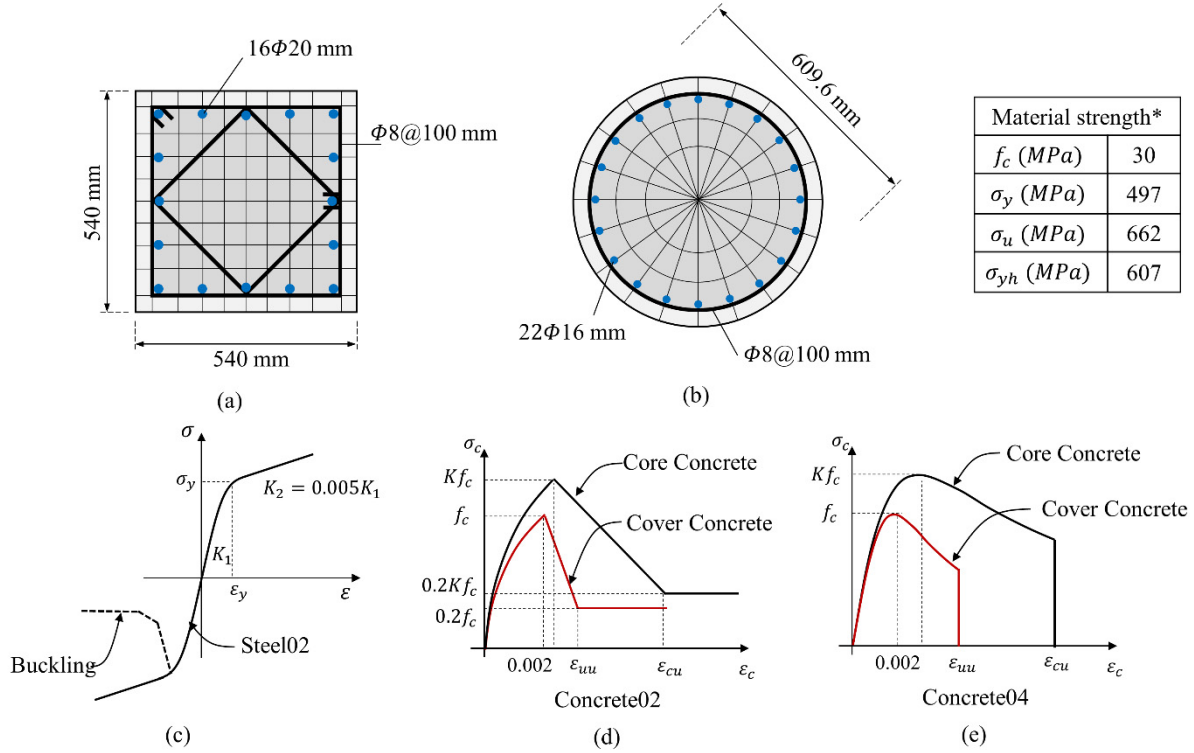 16Φ20 mm
Φ8@100 mm
540 mm
540 mm
(a)
609.6 mm
22Φ16 mm
Φ8@100 mm
(b)
Material strength*
f_c (MPa) 30
σ_y (MPa) 497
σ_u (MPa) 662
σ_yh (MPa) 607
σ
σ_y
K_2 = 0.005K_1
K_1
ε_y
ε
Buckling
Steel02
(c)
σ_c
Kf_c
f_c
0.2Kf_c
0.2f_c
Core Concrete
Cover Concrete
0.002
ε_uu
ε_cu
ε_c
Concrete02
(d)
σ_c
Kf_c
f_c
Core Concrete
Cover Concrete
0.002
ε_uu
ε_cu
ε_c
Concrete04
(e)